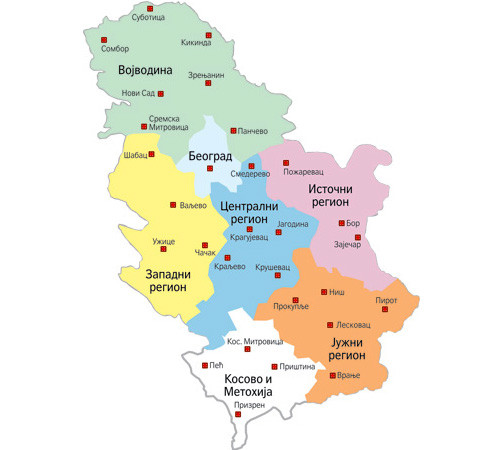 Суботица
Сомбор
Кикинда
Војводина
Зрењанин
Нови Сад
Сремска
Митровица
Панчево
Шабац
Београд
Смедерево
Пожаревац
Источни
регион
Ваљево
Централни
регион
Бор
Јагодина
Крагујевац
Зајечар
Ужице
Чачак
Краљево
Западни
регион
Крушевац
Ниш
Прокупље
Пирот
Лесковац
Јужни
регион
Кос. Митровица
Пећ
Приштина
Врање
Косово и
Метохија
Призрен